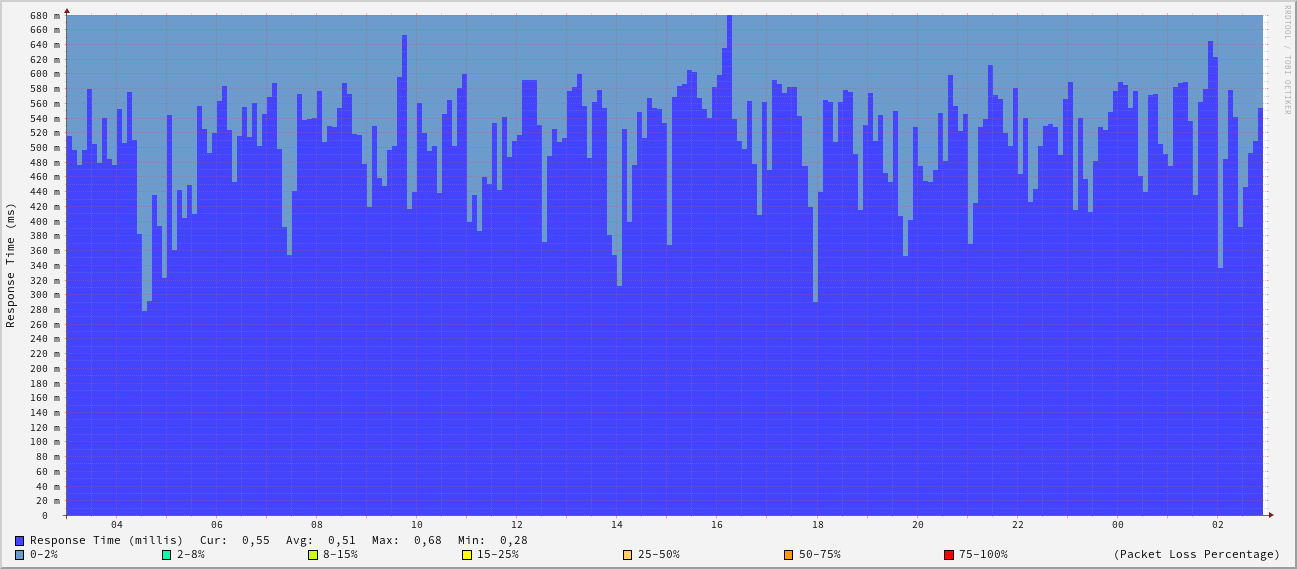 680 m
660 m
640 m
620 m
600 m
580 m
560 m
540 m
520 m
500 m
480 m
460 m
440 m
420 m
400 m
380 m
360 m
340 m
320 m
300 m
280 m
260 m
240 m
220 m
200 m
180 m
160 m
140 m
120 m
100 m
80 m
60 m
40 m
20 m
0
Response Time (ms)
RRDTOOL / TOBI OETIKER
04 06 08 10 12 14 16 18 20 22 00 02
Response Time (millis) Cur: 0,55 Avg: 0,51 Max: 0,68 Min: 0,28
0-2% 2-8% 8-15% 15-25% 25-50% 50-75% 75-100% (Packet Loss Percentage)